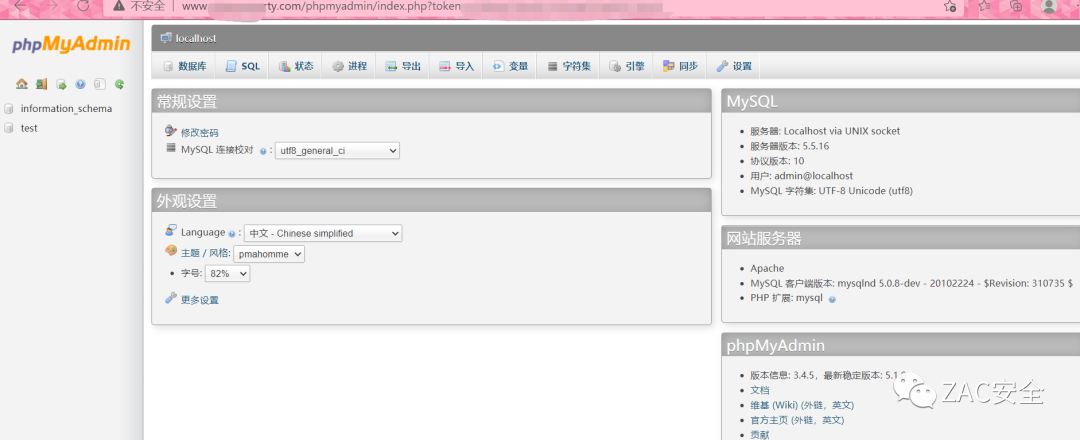 不安全
www.
rty.com/phpmyadmin/index.php?token
phpMyAdmin
information_schema
test
localhost
数据库 SQL 状态 进程 导出 导入 变量 字符集 引擎 同步 设置
常规设置
修改密码
MySQL 连接校对 : utf8_general_ci
外观设置
Language : 中文 - Chinese simplified
主题 / 风格: pmahomme
字号: 82%
更多设置
MySQL
服务器: Localhost via UNIX socket
服务器版本: 5.5.16
协议版本: 10
用户: admin@localhost
MySQL 字符集: UTF-8 Unicode (utf8)
网站服务器
Apache
MySQL 客户端版本: mysqlnd 5.0.8-dev - 20102224 - $Revision: 310735 $
PHP 扩展: mysql
phpMyAdmin
版本信息: 3.4.5，最新稳定版本: 5.1.
文档
维基 (Wiki) (外链，英文)
官方主页 (外链，英文)
贡献
ZAC安全